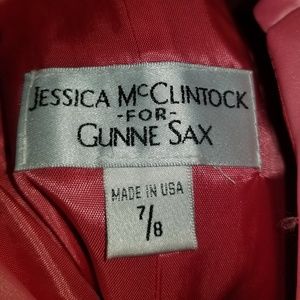 JESSICA McCLINTOCK
-FOR-
GUNNE SAX
MADE IN USA
7/8